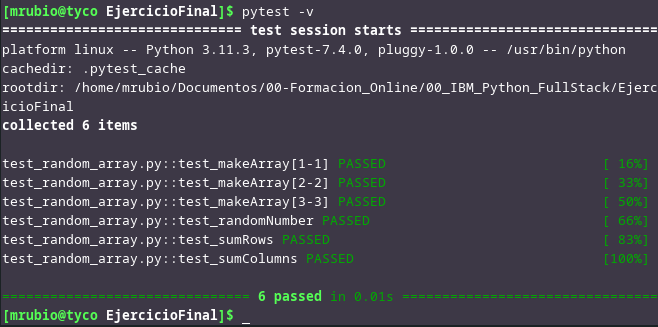 [mrubio@tyco EjercicioFinal]$ pytest -v
============================= test session starts ==============================
platform linux -- Python 3.11.3, pytest-7.4.0, pluggy-1.0.0 -- /usr/bin/python
cachedir: .pytest_cache
rootdir: /home/mrubio/Documentos/00-Formacion_Online/00_IBM_Python_FullStack/Ejerc
icioFinal
collected 6 items
test_random_array.py::test_makeArray[1-1] PASSED [ 16%]
test_random_array.py::test_makeArray[2-2] PASSED [ 33%]
test_random_array.py::test_makeArray[3-3] PASSED [ 50%]
test_random_array.py::test_randomNumber PASSED [ 66%]
test_random_array.py::test_sumRows PASSED [ 83%]
test_random_array.py::test_sumColumns PASSED [100%]
============================== 6 passed in 0.01s ===============================
[mrubio@tyco EjercicioFinal]$ _